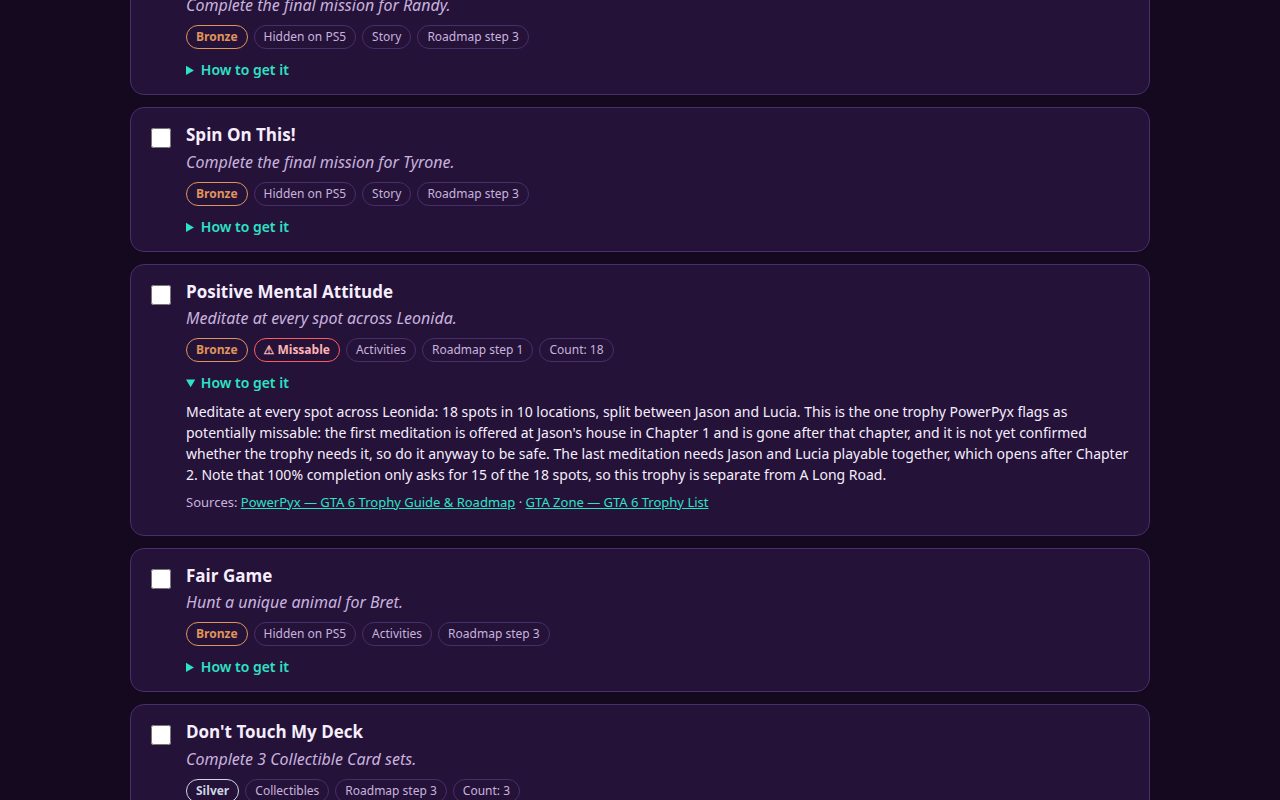 Complete the final mission for Randy.
Bronze Hidden on PS5 Story Roadmap step 3
▶ How to get it
Spin On This!
Complete the final mission for Tyrone.
Bronze Hidden on PS5 Story Roadmap step 3
▶ How to get it
Positive Mental Attitude
Meditate at every spot across Leonida.
Bronze ⚠ Missable Activities Roadmap step 1 Count: 18
▼ How to get it
Meditate at every spot across Leonida: 18 spots in 10 locations, split between Jason and Lucia. This is the one trophy PowerPyx flags as
potentially missable: the first meditation is offered at Jason's house in Chapter 1 and is gone after that chapter, and it is not yet confirmed
whether the trophy needs it, so do it anyway to be safe. The last meditation needs Jason and Lucia playable together, which opens after Chapter
2. Note that 100% completion only asks for 15 of the 18 spots, so this trophy is separate from A Long Road.
Sources: PowerPyx — GTA 6 Trophy Guide & Roadmap · GTA Zone — GTA 6 Trophy List
Fair Game
Hunt a unique animal for Bret.
Bronze Hidden on PS5 Activities Roadmap step 3
▶ How to get it
Don't Touch My Deck
Complete 3 Collectible Card sets.
Silver Collectibles Roadmap step 3 Count: 3